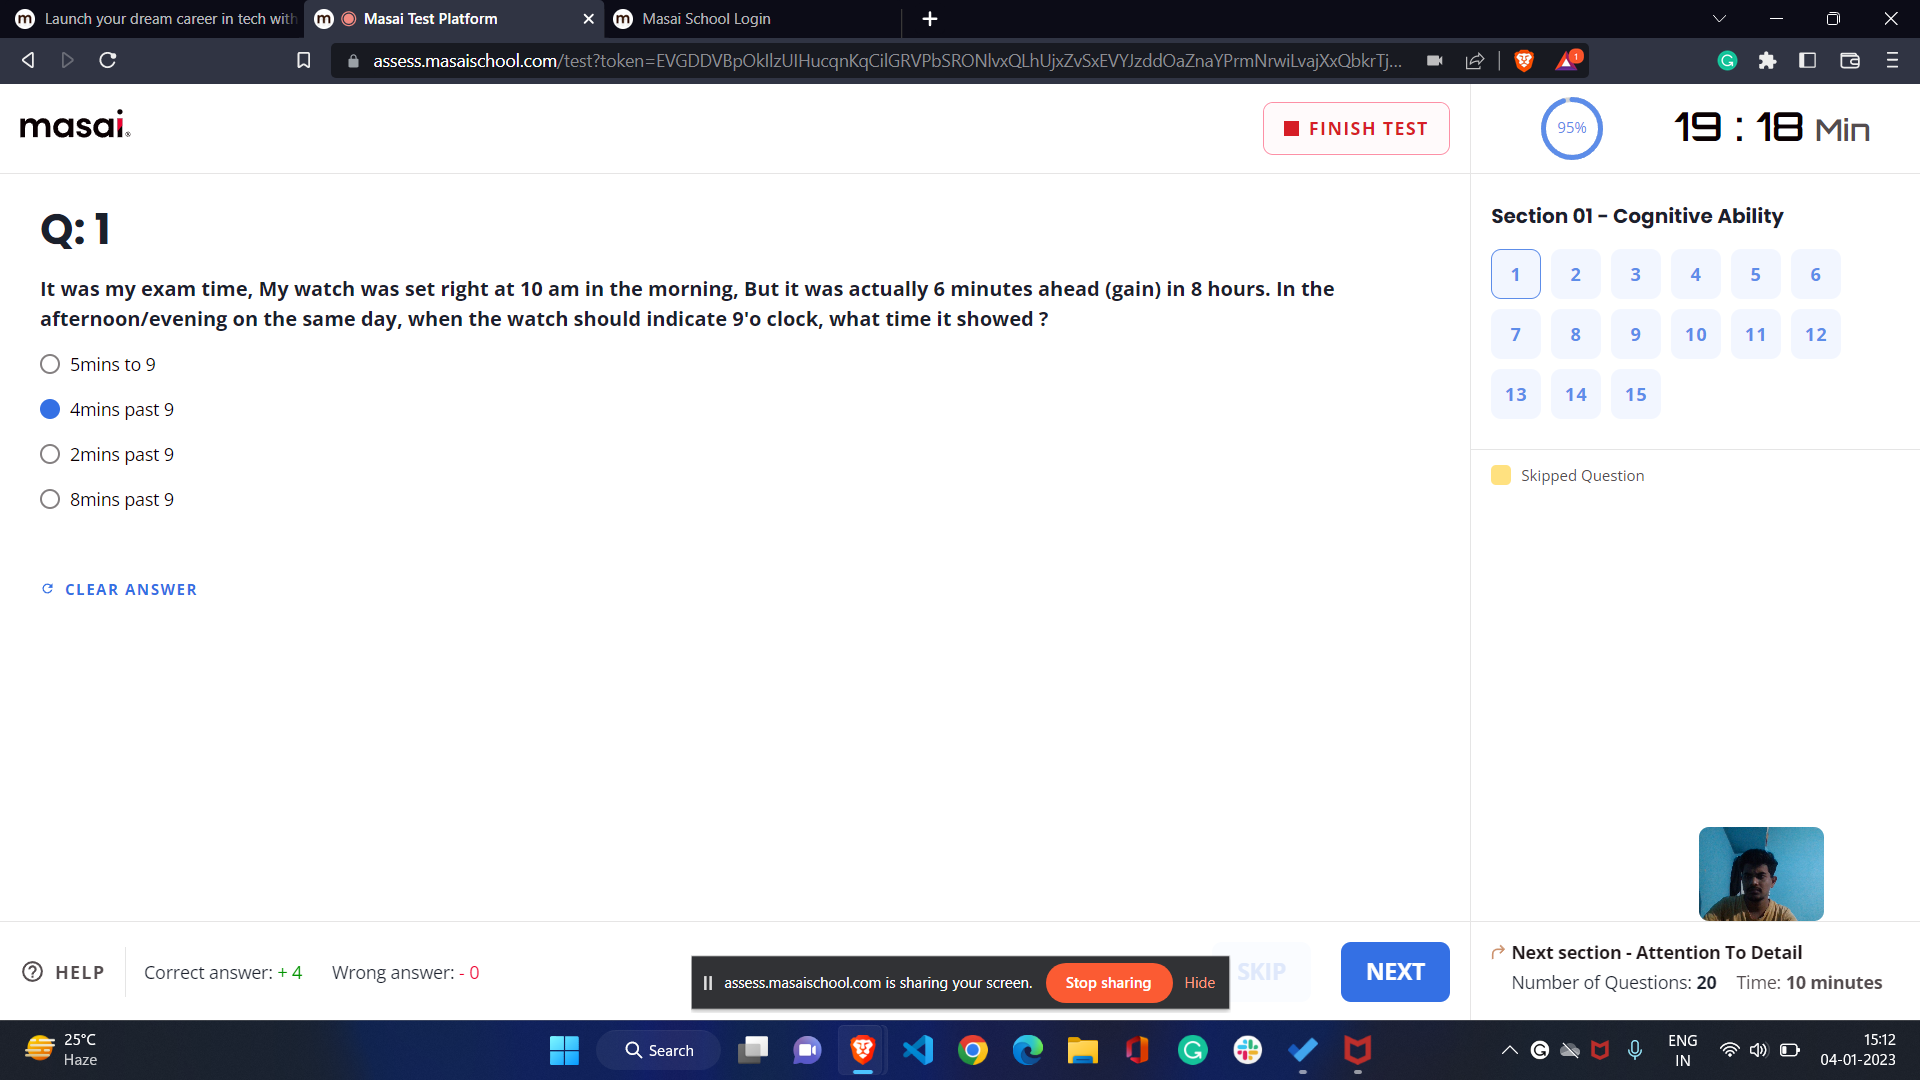 Launch your dream career in tech with
Masai Test Platform
Masai School Login
assess.masaischool.com/test?token=
1
masai
FINISH TEST
95%
19 : 18 Min
Q: 1
It was my exam time, My watch was set right at 10 am in the morning, But it was actually 6 minutes ahead (gain) in 8 hours. In the
afternoon/evening on the same day, when the watch should indicate 9'o clock, what time it showed ?
5mins to 9
4mins past 9
2mins past 9
8mins past 9
CLEAR ANSWER
Section 01 - Cognitive Ability
1 2 3 4 5 6
7 8 9 10 11 12
13 14 15
Skipped Question
HELP
Correct answer: + 4
Wrong answer: - 0
assess.masaischool.com is sharing your screen.
Stop sharing
Hide
SKIP
NEXT
Next section - Attention To Detail
Number of Questions: 20 Time: 10 minutes
25°C
Haze
Search
ENG
IN
15:12
04-01-2023